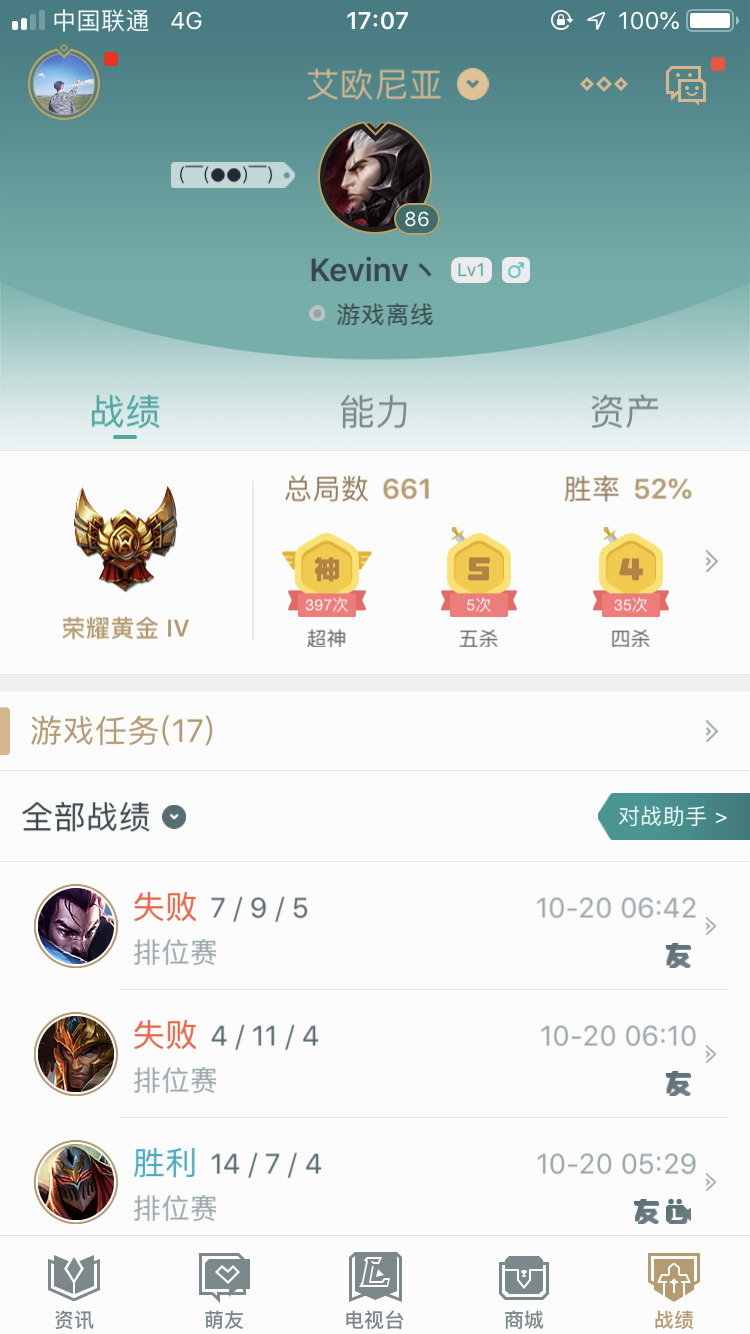 中国联通 4G 17:07 100%
艾欧尼亚
(￣(●●)￣)
86
Kevinv丶 Lv1 ♂
游戏离线
战绩 能力 资产
总局数 661 胜率 52%
神 5 4
397次 5次 35次
荣耀黄金 IV
超神 五杀 四杀
游戏任务(17)
全部战绩
对战助手 >
失败 7 / 9 / 5 10-20 06:42
排位赛 友
失败 4 / 11 / 4 10-20 06:10
排位赛 友
胜利 14 / 7 / 4 10-20 05:29
排位赛 友 L
资讯 萌友 电视台 商城 战绩